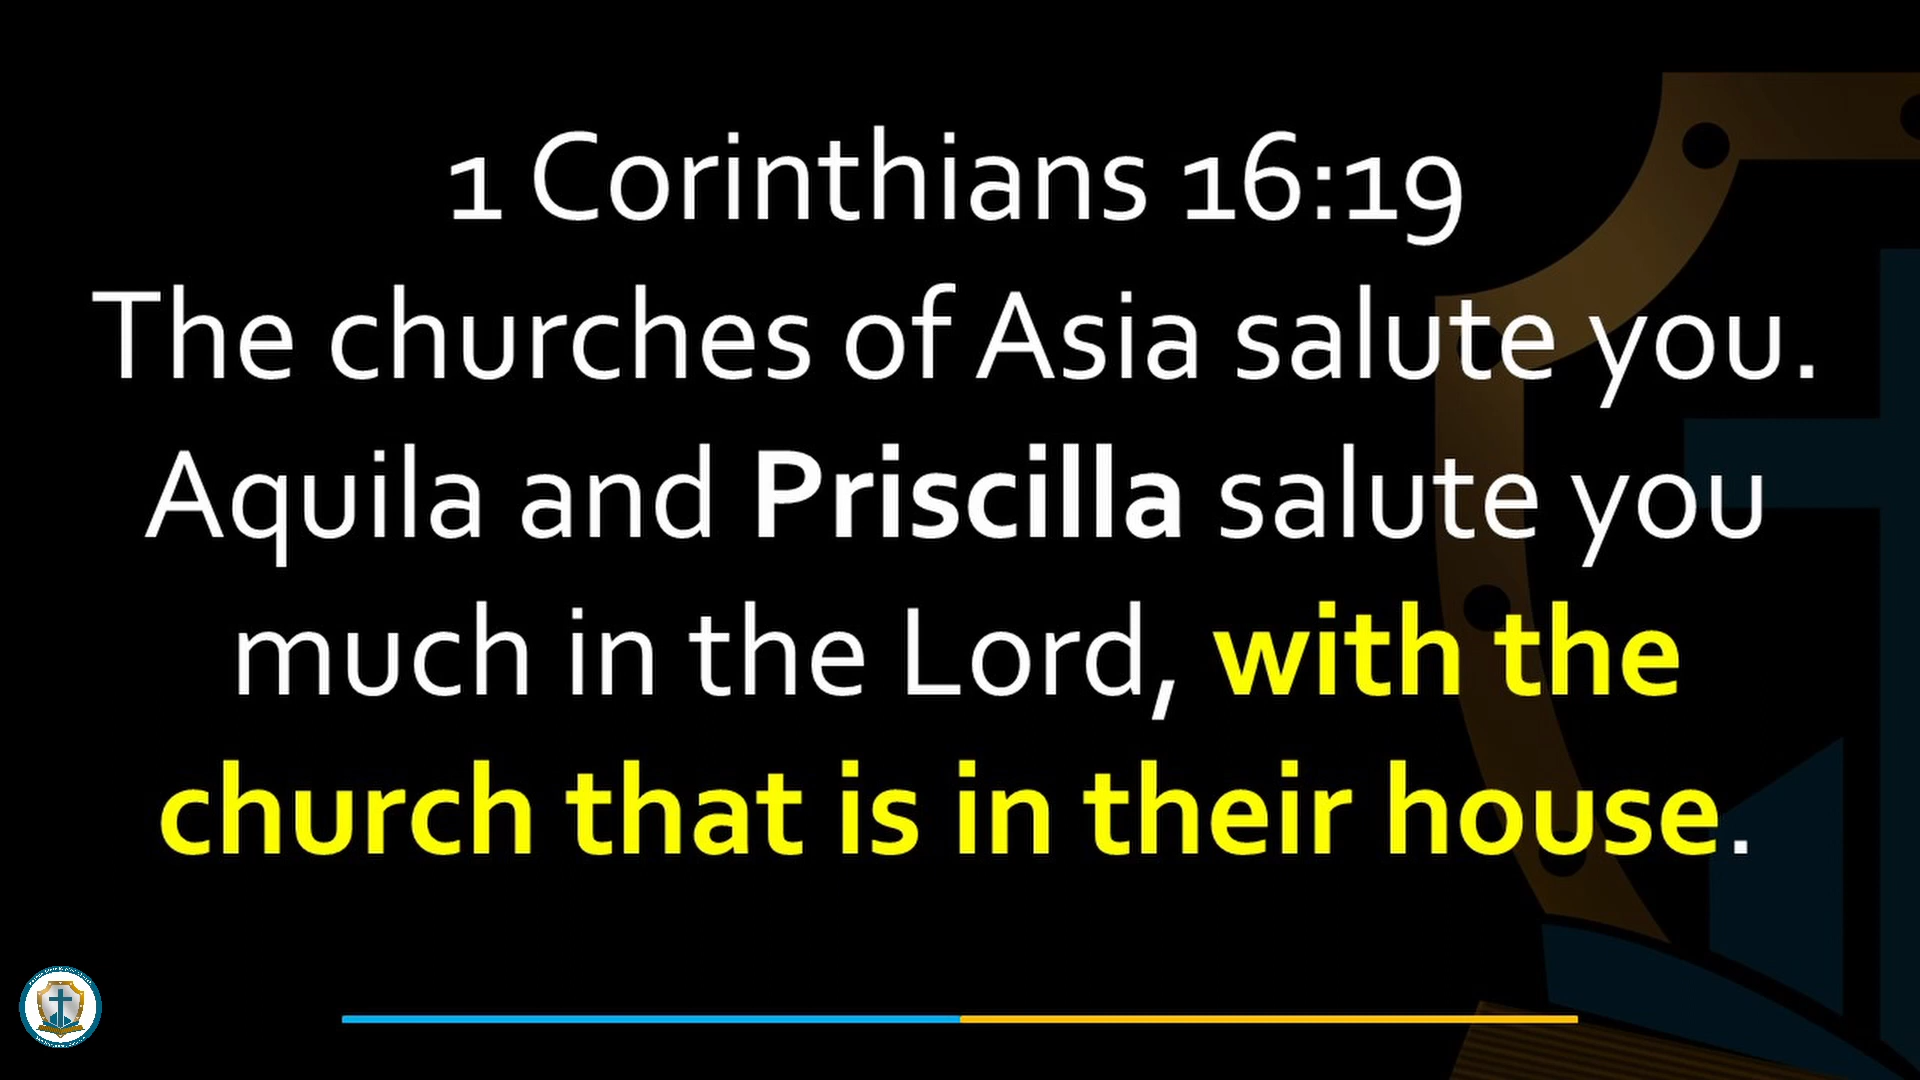 1 Corinthians 16:19
The churches of Asia salute you.
Aquila and Priscilla salute you
much in the Lord, with the
church that is in their house.